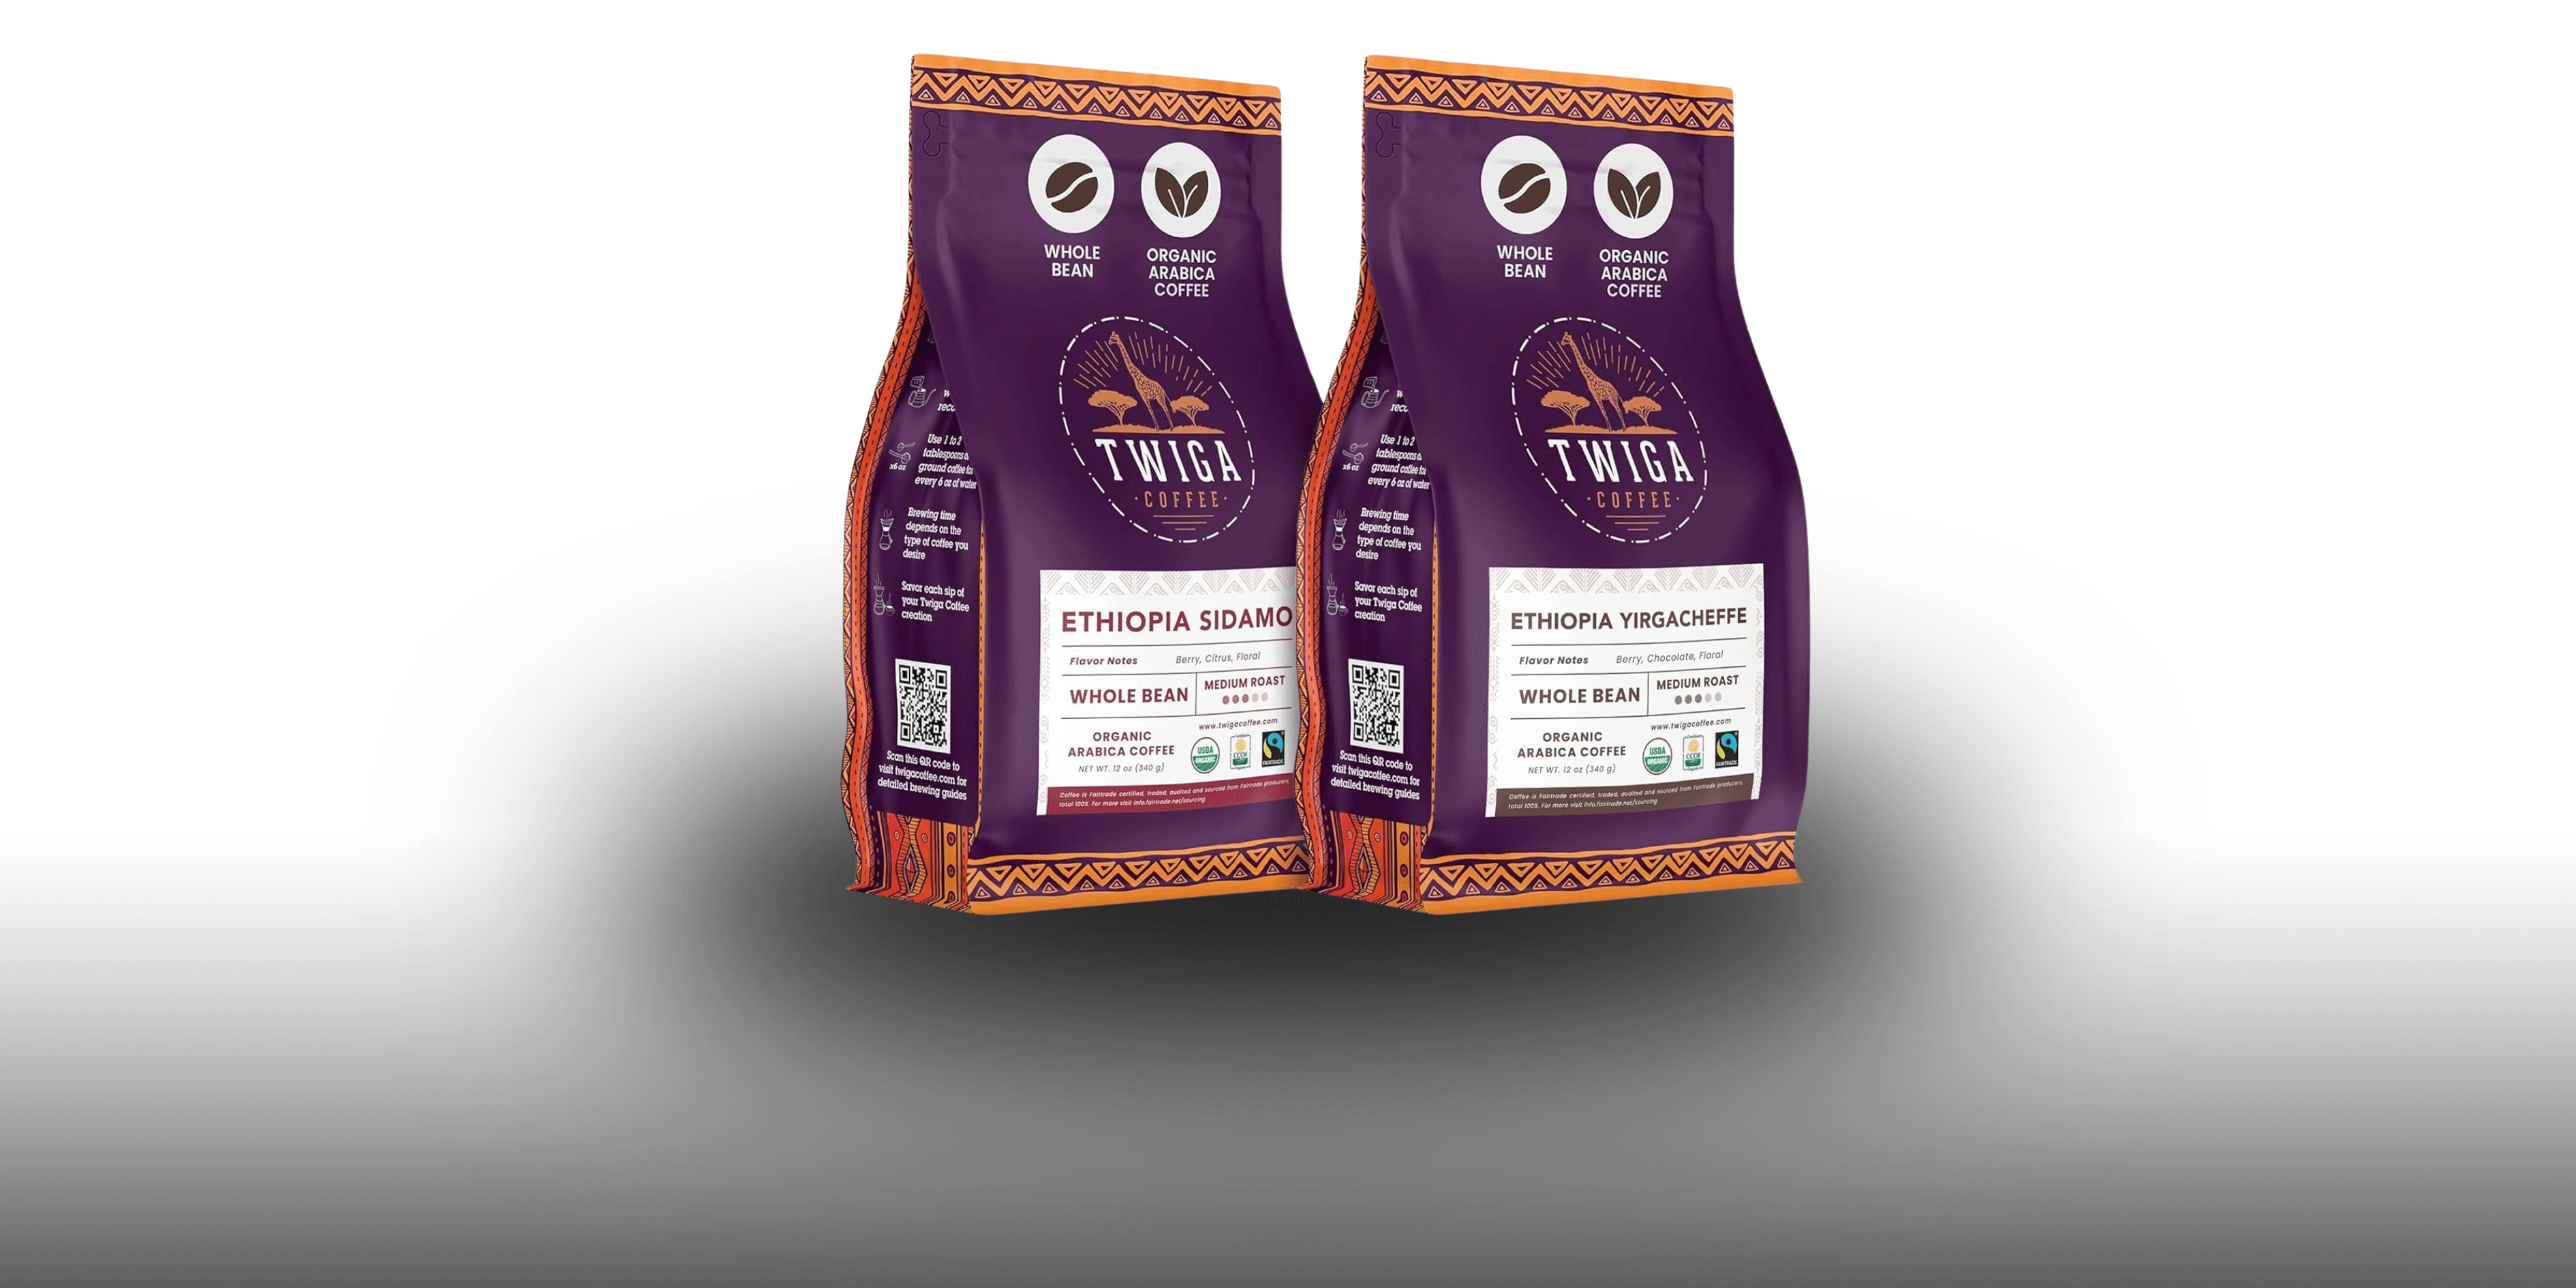 WHOLE
BEAN
ORGANIC
ARABICA
COFFEE
TWIGA
·COFFEE·
Use 1 to 2
tablespoons
ground coffee
every 6 oz of water
x6 oz
Brewing time
depends on the
type of coffee you
desire
Savor each sip of
your Twiga Coffee
creation
Scan this QR code to
visit twigacoffee.com for
detailed brewing guides
ETHIOPIA SIDAMO
Flavor Notes Berry, Citrus, Floral
WHOLE BEAN MEDIUM ROAST
www.twigacoffee.com
ORGANIC
ARABICA COFFEE
NET WT. 12 oz (340 g)
USDA
ORGANIC
CCOF
FAIRTRADE
Coffee is Fairtrade certified, traded, audited and sourced from Fairtrade producers,
total 100%. For more visit info.fairtrade.net/sourcing
WHOLE
BEAN
ORGANIC
ARABICA
COFFEE
TWIGA
·COFFEE·
Use 1 to 2
tablespoons
ground coffee
every 6 oz of water
x6 oz
Brewing time
depends on the
type of coffee you
desire
Savor each sip of
your Twiga Coffee
creation
Scan this QR code to
visit twigacoffee.com for
detailed brewing guides
ETHIOPIA YIRGACHEFFE
Flavor Notes Berry, Chocolate, Floral
WHOLE BEAN MEDIUM ROAST
www.twigacoffee.com
ORGANIC
ARABICA COFFEE
NET WT. 12 oz (340 g)
USDA
ORGANIC
CCOF
FAIRTRADE
Coffee is Fairtrade certified, traded, audited and sourced from Fairtrade producers,
total 100%. For more visit info.fairtrade.net/sourcing